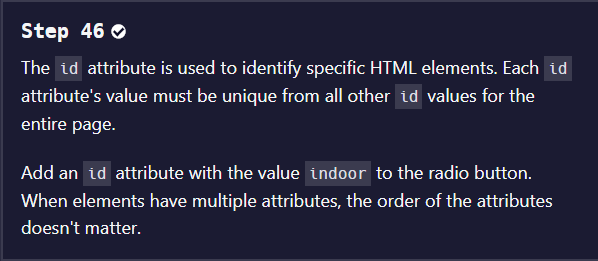 Step 46
The id attribute is used to identify specific HTML elements. Each id
attribute's value must be unique from all other id values for the
entire page.
Add an id attribute with the value indoor to the radio button.
When elements have multiple attributes, the order of the attributes
doesn't matter.